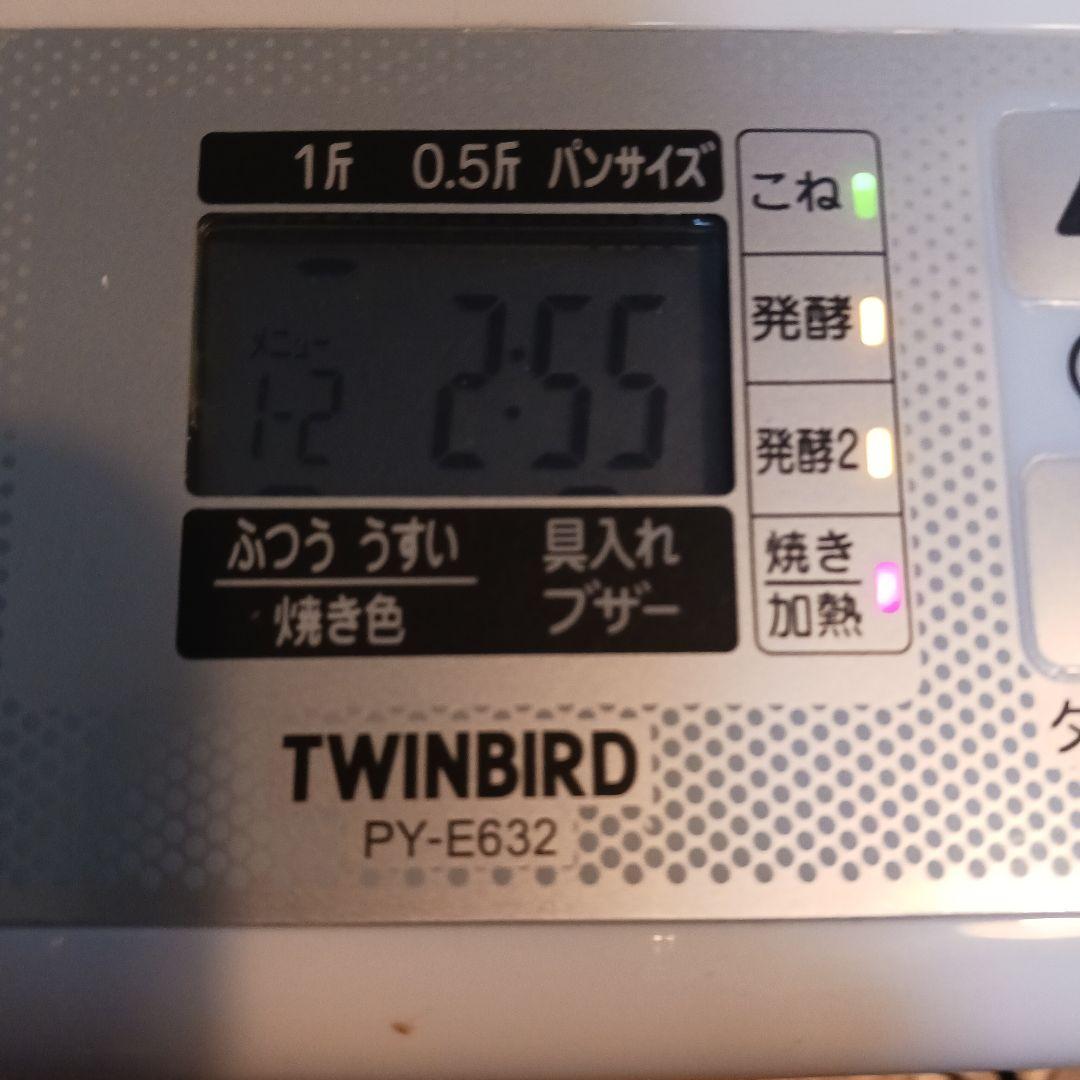 1斤 0.5斤 パンサイズ
メニュー
1-2 2:55
ふつう うすい
焼き色
具入れ
ブザー
こね
発酵
発酵2
焼き
加熱
TWINBIRD
PY-E632